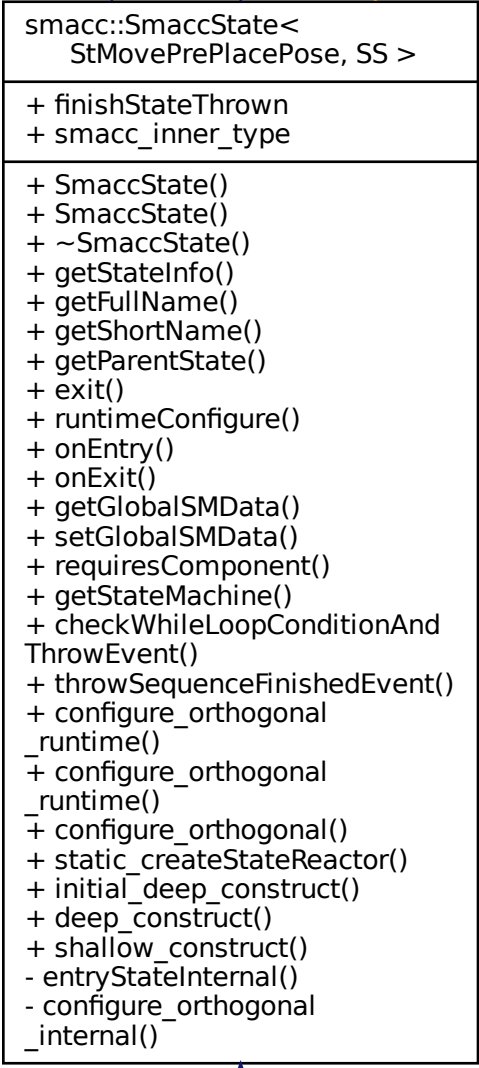 smacc::SmaccState<
StMovePrePlacePose, SS >
+ finishStateThrown
+ smacc_inner_type
+ SmaccState()
+ SmaccState()
+ ~SmaccState()
+ getStateInfo()
+ getFullName()
+ getShortName()
+ getParentState()
+ exit()
+ runtimeConfigure()
+ onEntry()
+ onExit()
+ getGlobalSMData()
+ setGlobalSMData()
+ requiresComponent()
+ getStateMachine()
+ checkWhileLoopConditionAnd
ThrowEvent()
+ throwSequenceFinishedEvent()
+ configure_orthogonal
_runtime()
+ configure_orthogonal
_runtime()
+ configure_orthogonal()
+ static_createStateReactor()
+ initial_deep_construct()
+ deep_construct()
+ shallow_construct()
- entryStateInternal()
- configure_orthogonal
_internal()